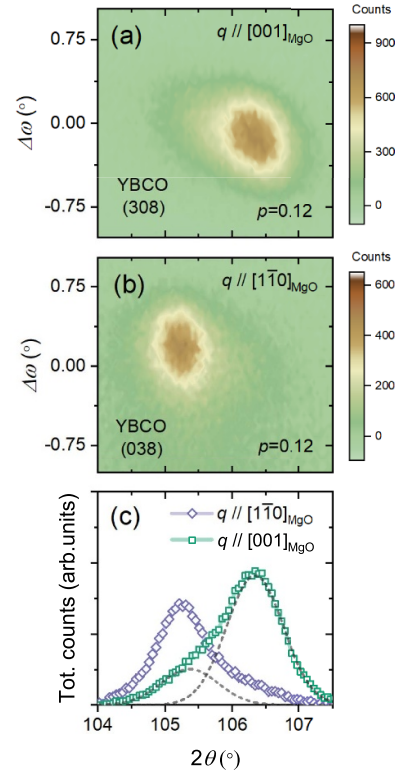 Counts
(a)
q // [001]MgO
0.75
0.00
-0.75
Δω (°)
YBCO
(308)
p=0.12
900
600
300
0
Counts
(b)
q // [11̅0]MgO
0.75
0.00
-0.75
Δω (°)
YBCO
(038)
p=0.12
600
400
200
0
(c)
q // [11̅0]MgO
q // [001]MgO
Tot. counts (arb.units)
104 105 106 107
2θ (°)